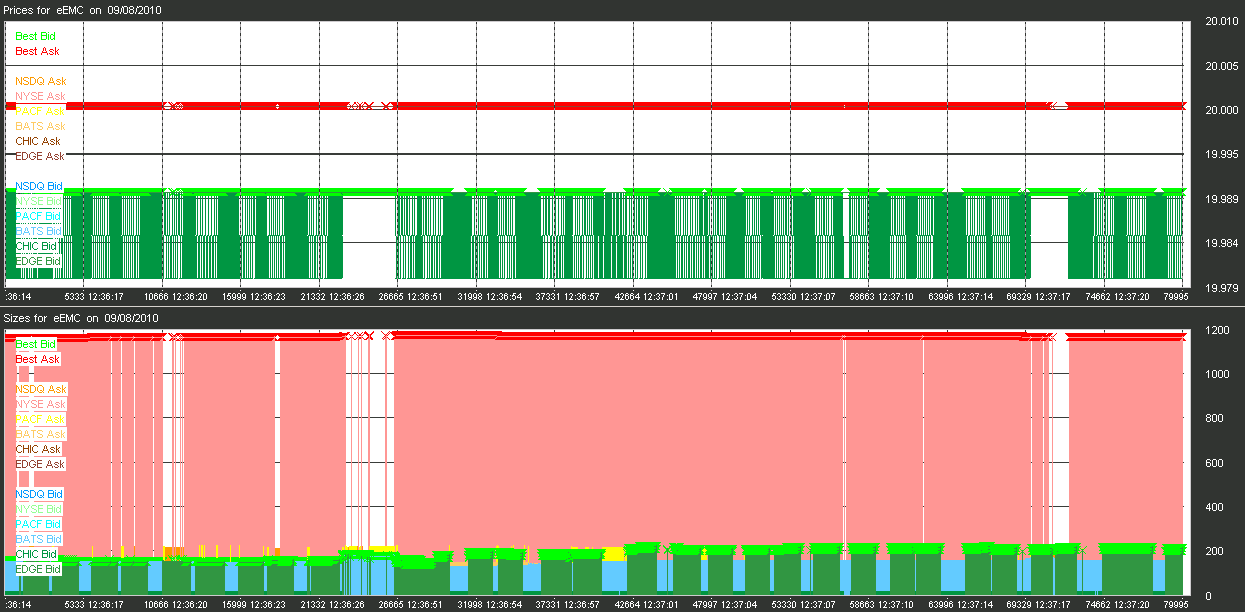 Prices for eEMC on 09/08/2010
20.010
Best Bid
Best Ask
20.005
NSDQ Ask
NYSE Ask
PACF Ask
20.000
BATS Ask
CHIC Ask
EDGE Ask
19.995
NSDQ Bid
NYSE Bid
19.989
PACF Bid
BATS Bid
CHIC Bid
19.984
EDGE Bid
19.979
:36:14 5333 12:36:17 10666 12:36:20 15999 12:36:23 21332 12:36:26 26665 12:36:51 31998 12:36:54 37331 12:36:57 42664 12:37:01 47997 12:37:04 53330 12:37:07 58663 12:37:10 63996 12:37:14 69329 12:37:17 74662 12:37:20 79995
Sizes for eEMC on 09/08/2010
1200
Best Bid
Best Ask
1000
NSDQ Ask
NYSE Ask
PACF Ask
800
BATS Ask
CHIC Ask
EDGE Ask
600
NSDQ Bid
NYSE Bid
400
PACF Bid
BATS Bid
CHIC Bid
200
EDGE Bid
0
:36:14 5333 12:36:17 10666 12:36:20 15999 12:36:23 21332 12:36:26 26665 12:36:51 31998 12:36:54 37331 12:36:57 42664 12:37:01 47997 12:37:04 53330 12:37:07 58663 12:37:10 63996 12:37:14 69329 12:37:17 74662 12:37:20 79995